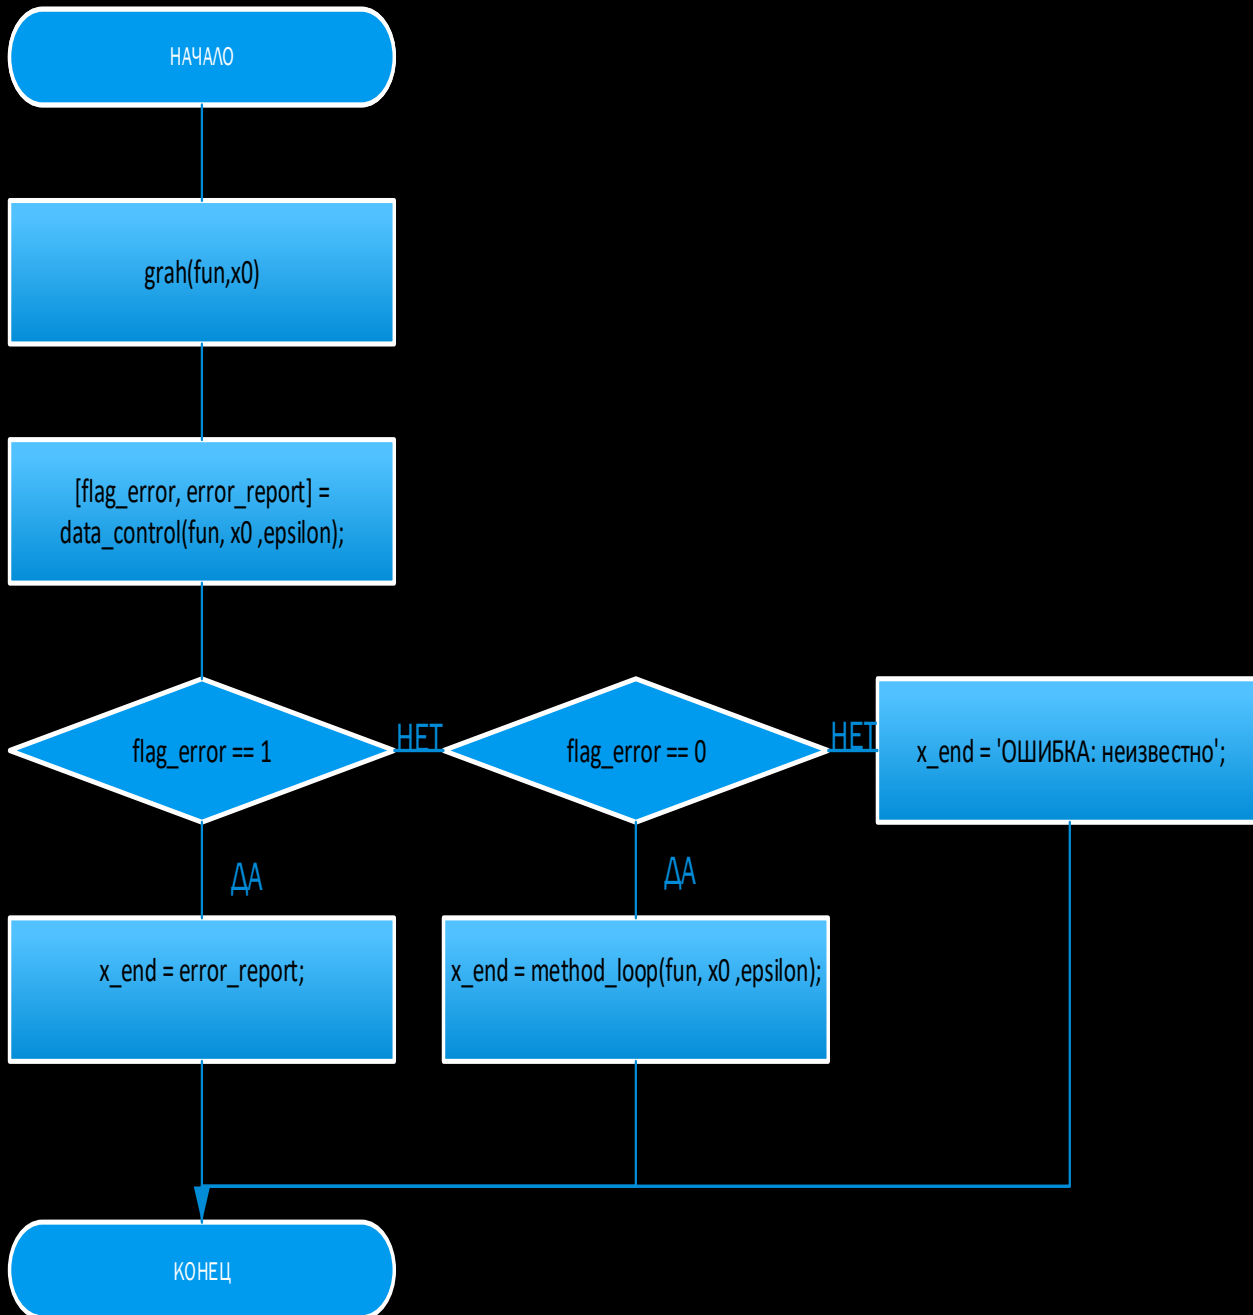 НАЧАЛО
grah(fun,x0)
[flag_error, error_report] =
data_control(fun, x0 ,epsilon);
flag_error == 1
НЕТ
flag_error == 0
НЕТ
x_end = 'ОШИБКА: неизвестно';
ДА
ДА
x_end = error_report;
x_end = method_loop(fun, x0 ,epsilon);
КОНЕЦ